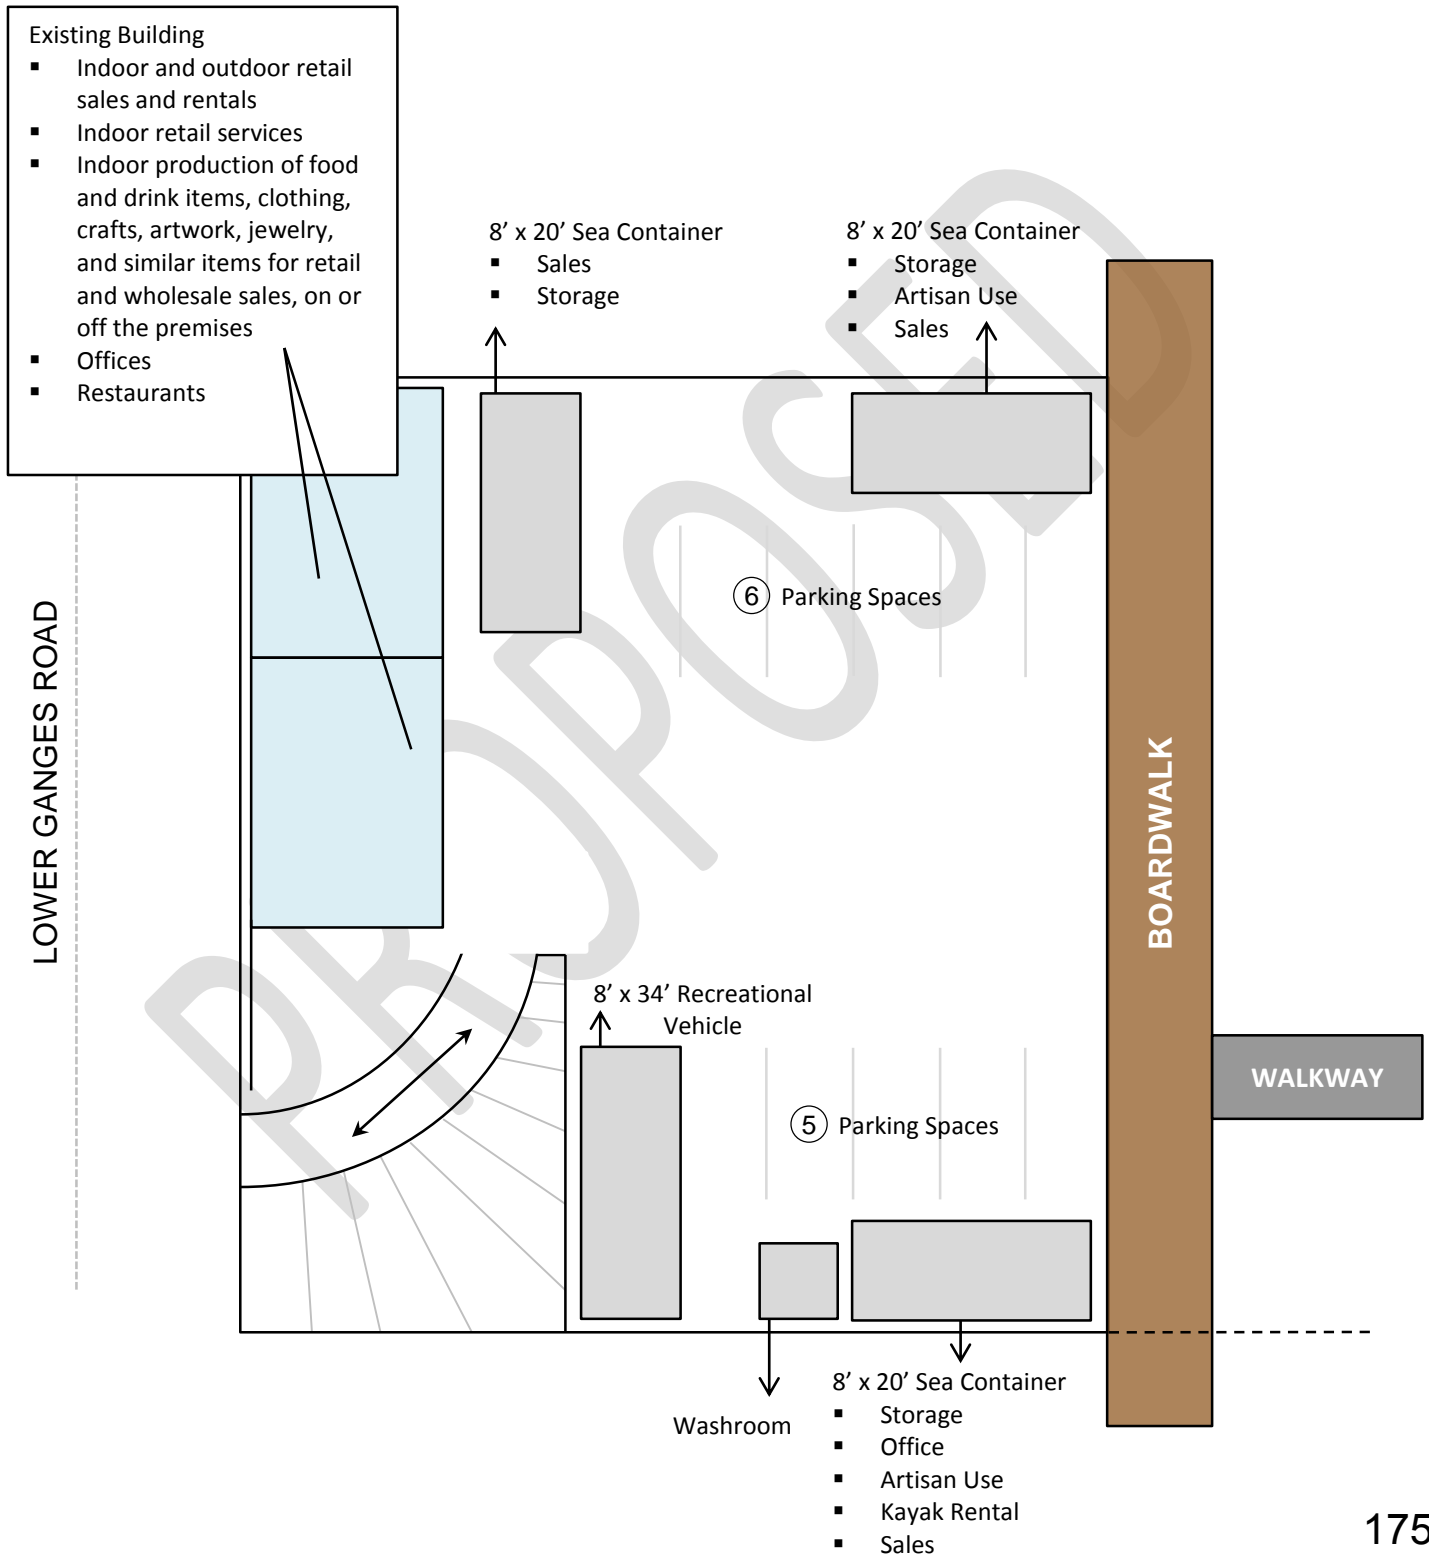 Existing Building
▪ Indoor and outdoor retail
sales and rentals
▪ Indoor retail services
▪ Indoor production of food
and drink items, clothing,
crafts, artwork, jewelry,
and similar items for retail
and wholesale sales, on or
off the premises
▪ Offices
▪ Restaurants
8’ x 20’ Sea Container
▪ Sales
▪ Storage
8’ x 20’ Sea Container
▪ Storage
▪ Artisan Use
▪ Sales
PROPOSED
6 Parking Spaces
LOWER GANGES ROAD
BOARDWALK
8’ x 34’ Recreational
Vehicle
WALKWAY
5 Parking Spaces
Washroom
8’ x 20’ Sea Container
▪ Storage
▪ Office
▪ Artisan Use
▪ Kayak Rental
▪ Sales
175